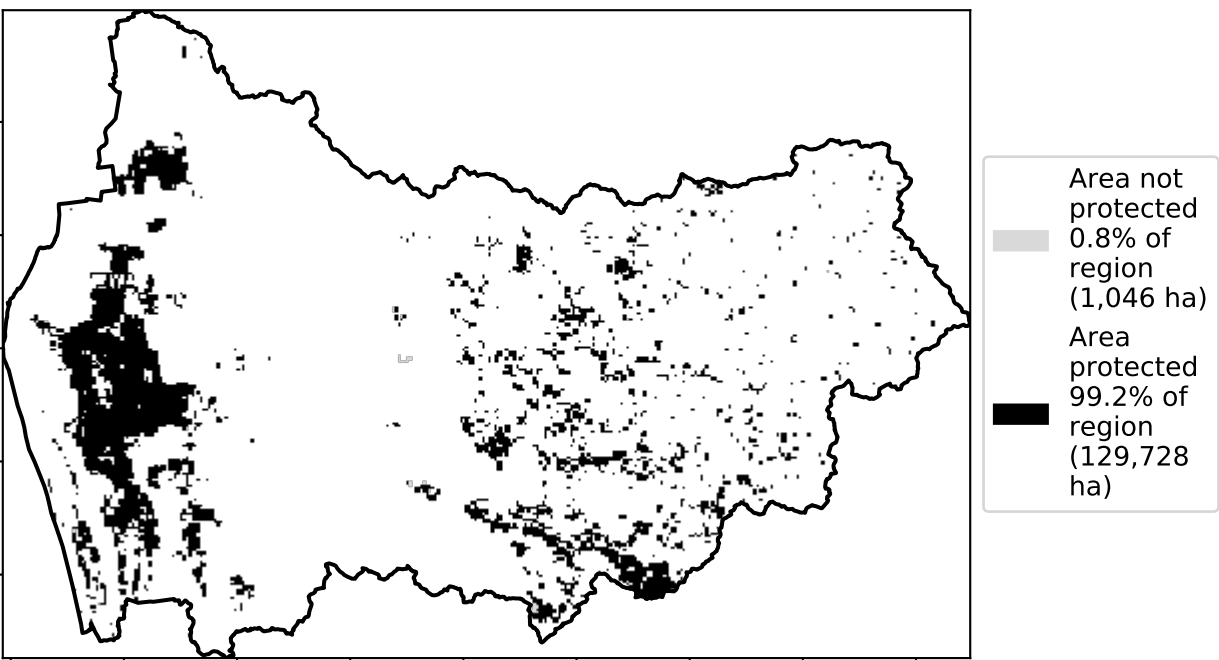 Area not
protected
0.8% of
region
(1,046 ha)
Area
protected
99.2% of
region
(129,728
ha)